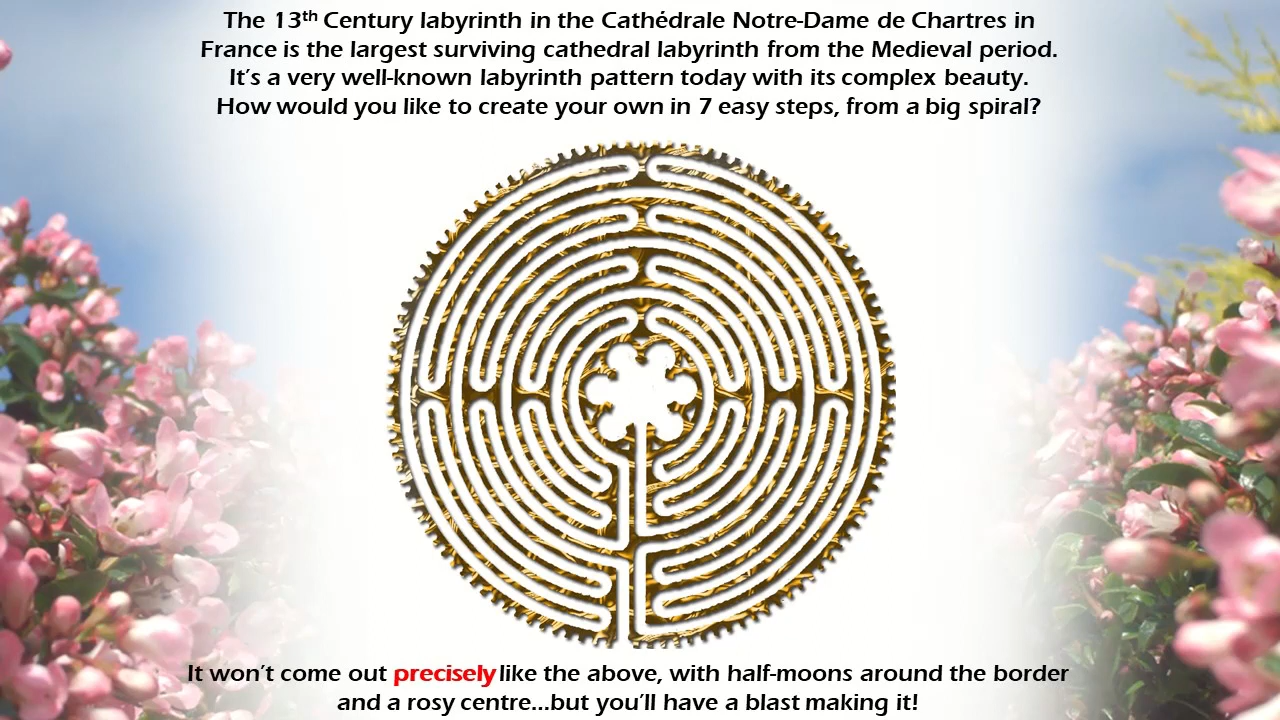 The 13th Century labyrinth in the Cathédrale Notre-Dame de Chartres in
France is the largest surviving cathedral labyrinth from the Medieval period.
It's a very well-known labyrinth pattern today with its complex beauty.
How would you like to create your own in 7 easy steps, from a big spiral?
It won't come out precisely like the above, with half-moons around the border
and a rosy centre...but you'll have a blast making it!